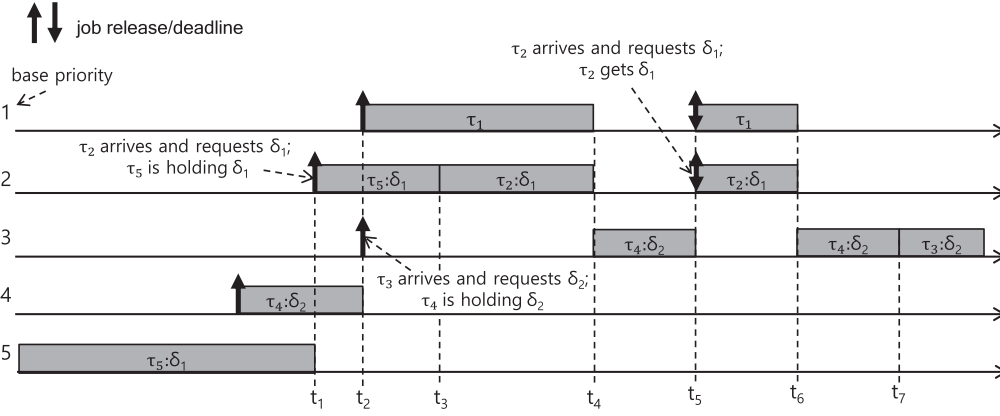 job release/deadline
base priority
τ₂ arrives and requests δ₁;
τ₂ gets δ₁
1
τ₁
τ₁
τ₂ arrives and requests δ₁;
τ₅ is holding δ₁
2
τ₅:δ₁
τ₂:δ₁
τ₂:δ₁
3
τ₄:δ₂
τ₄:δ₂
τ₃:δ₂
τ₃ arrives and requests δ₂;
τ₄ is holding δ₂
4
τ₄:δ₂
5
τ₅:δ₁
t₁
t₂
t₃
t₄
t₅
t₆
t₇